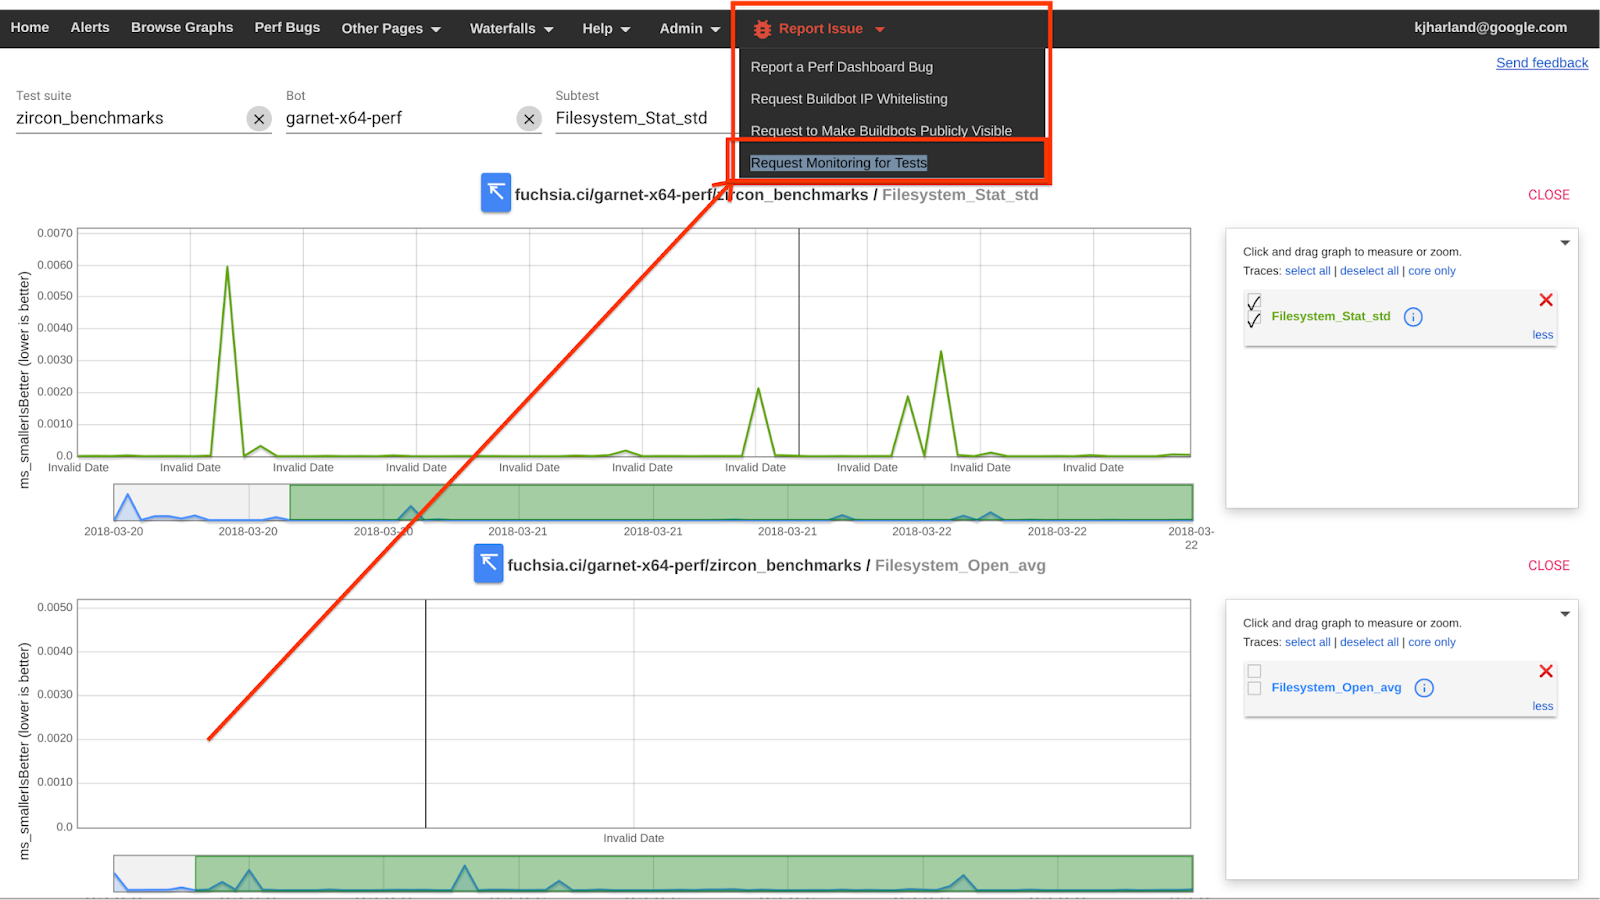 Home Alerts Browse Graphs Perf Bugs Other Pages Waterfalls Help Admin Report Issue kjharland@google.com
Send feedback
Report a Perf Dashboard Bug
Request Buildbot IP Whitelisting
Request to Make Buildbots Publicly Visible
Request Monitoring for Tests
Test suite Bot Subtest
zircon_benchmarks garnet-x64-perf Filesystem_Stat_std
fuchsia.ci/garnet-x64-perf/zircon_benchmarks / Filesystem_Stat_std
CLOSE
ms_smallerIsBetter (lower is better)
0.0070
0.0060
0.0050
0.0040
0.0030
0.0020
0.0010
0.0
Invalid Date Invalid Date Invalid Date Invalid Date Invalid Date Invalid Date Invalid Date Invalid Date Invalid Date Invalid Date
2018-03-20 2018-03-20 2018-03-20 2018-03-21 2018-03-21 2018-03-21 2018-03-22 2018-03-22 2018-03-
22
Click and drag graph to measure or zoom.
Traces: select all | deselect all | core only
Filesystem_Stat_std
less
fuchsia.ci/garnet-x64-perf/zircon_benchmarks / Filesystem_Open_avg
CLOSE
ms_smallerIsBetter (lower is better)
0.0050
0.0040
0.0030
0.0020
0.0010
0.0
Invalid Date
Click and drag graph to measure or zoom.
Traces: select all | deselect all | core only
Filesystem_Open_avg
less